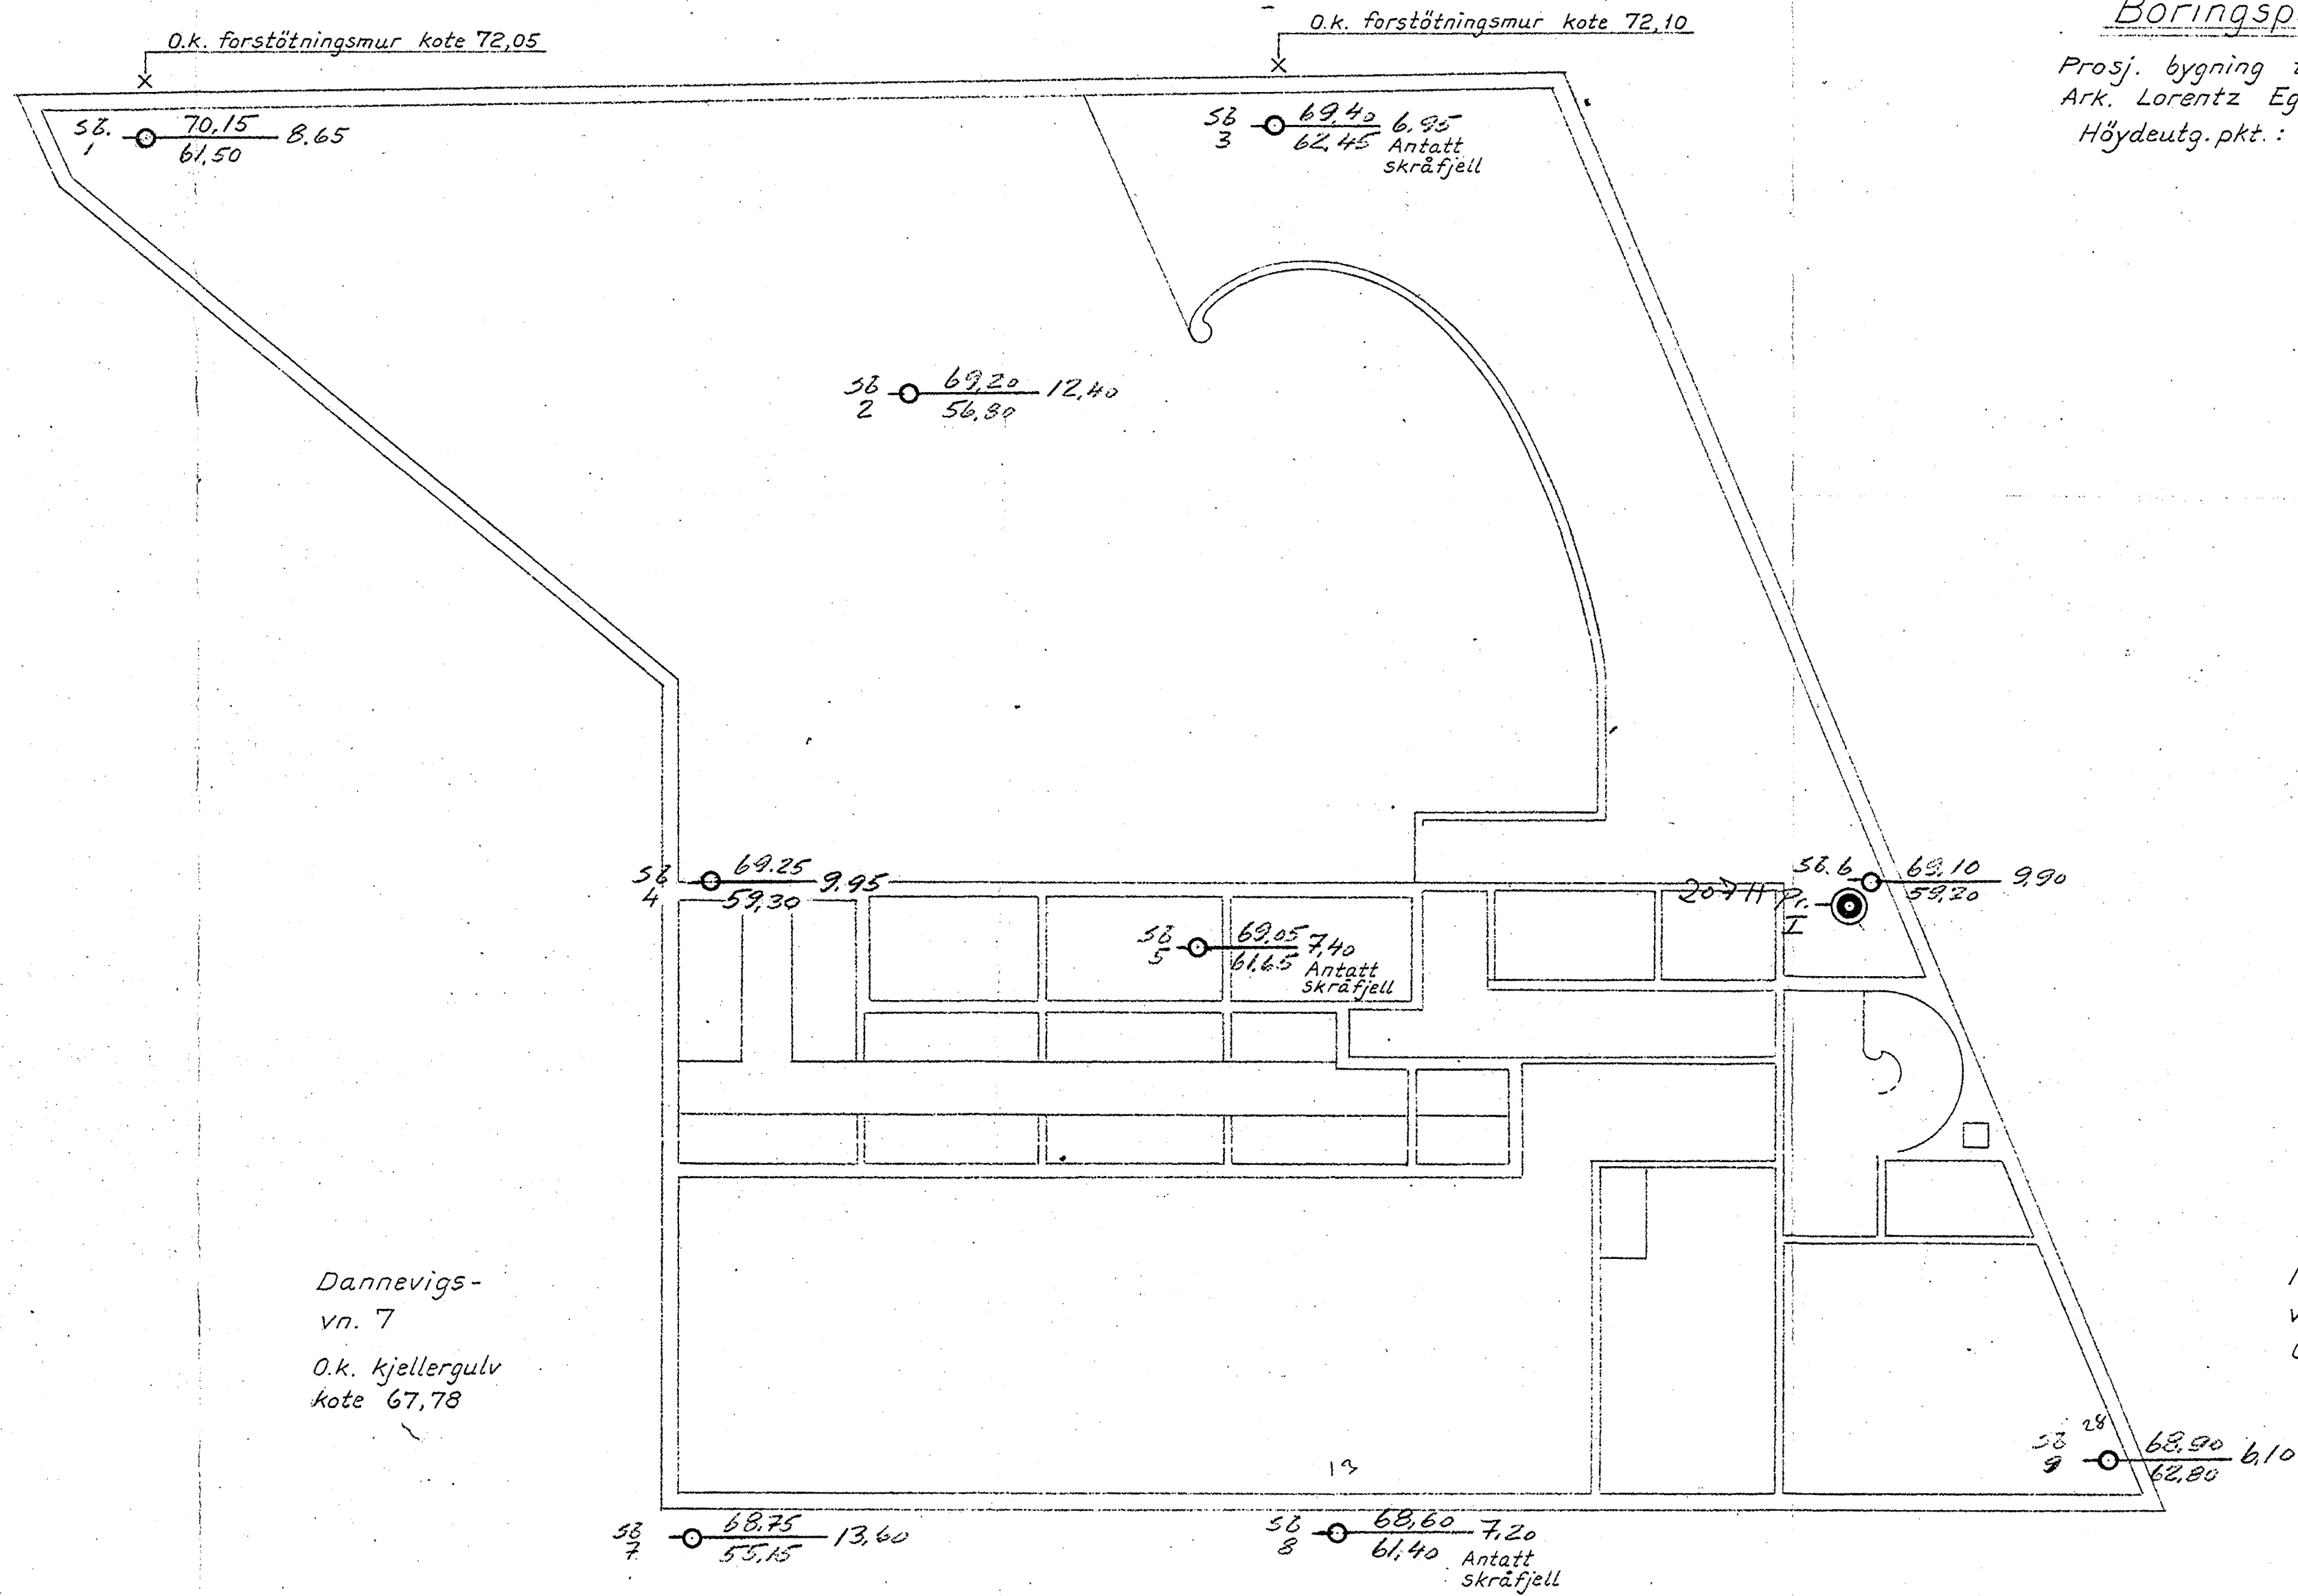 O.k. forstötningsmur kote 72,05
O.k. forstötningsmur kote 72,10
Prosj. bygning
Ark. Lorentz
Höydeutg. pkt. :
Sb. 1 70,15 8.65
61,50
Sb 3 69,40 6,95
62,45 Antatt
skråfjell
Sb 2 69,20 12,40
56,80
Sb 4 69.25 9.95
59,30
Sb. 6 69,10 9,90
59,20
Pr. I
Sb 5 69,05 7,40
61,65 Antatt
skråfjell
Dannevigs-
vn. 7
O.k. kjellergulv
kote 67,78
28
Sb 9 68,90 6,10
62,80
13
Sb 7 68,75 13,60
55,15
Sb 8 68,60 7,20
61,40 Antatt
skråfjell